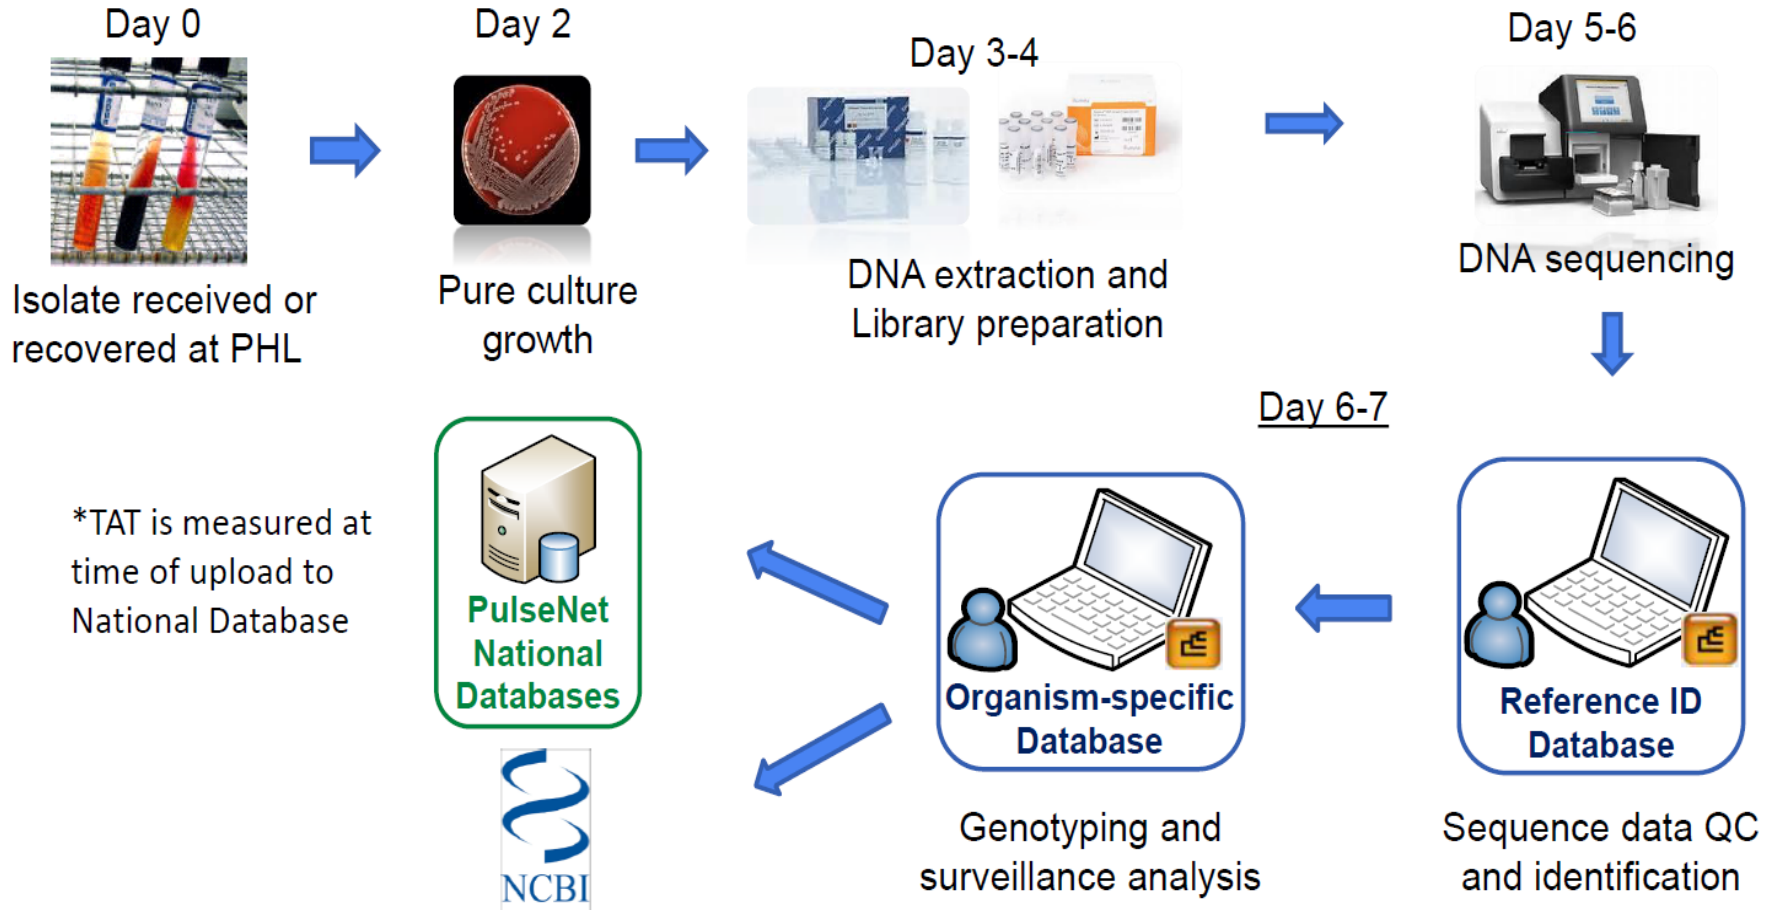 Day 0
Day 2
Day 3-4
Day 5-6
Isolate received or
recovered at PHL
Pure culture
growth
DNA extraction and
Library preparation
DNA sequencing
Day 6-7
*TAT is measured at
time of upload to
National Database
PulseNet
National
Databases
Organism-specific
Database
Reference ID
Database
NCBI
Genotyping and
surveillance analysis
Sequence data QC
and identification